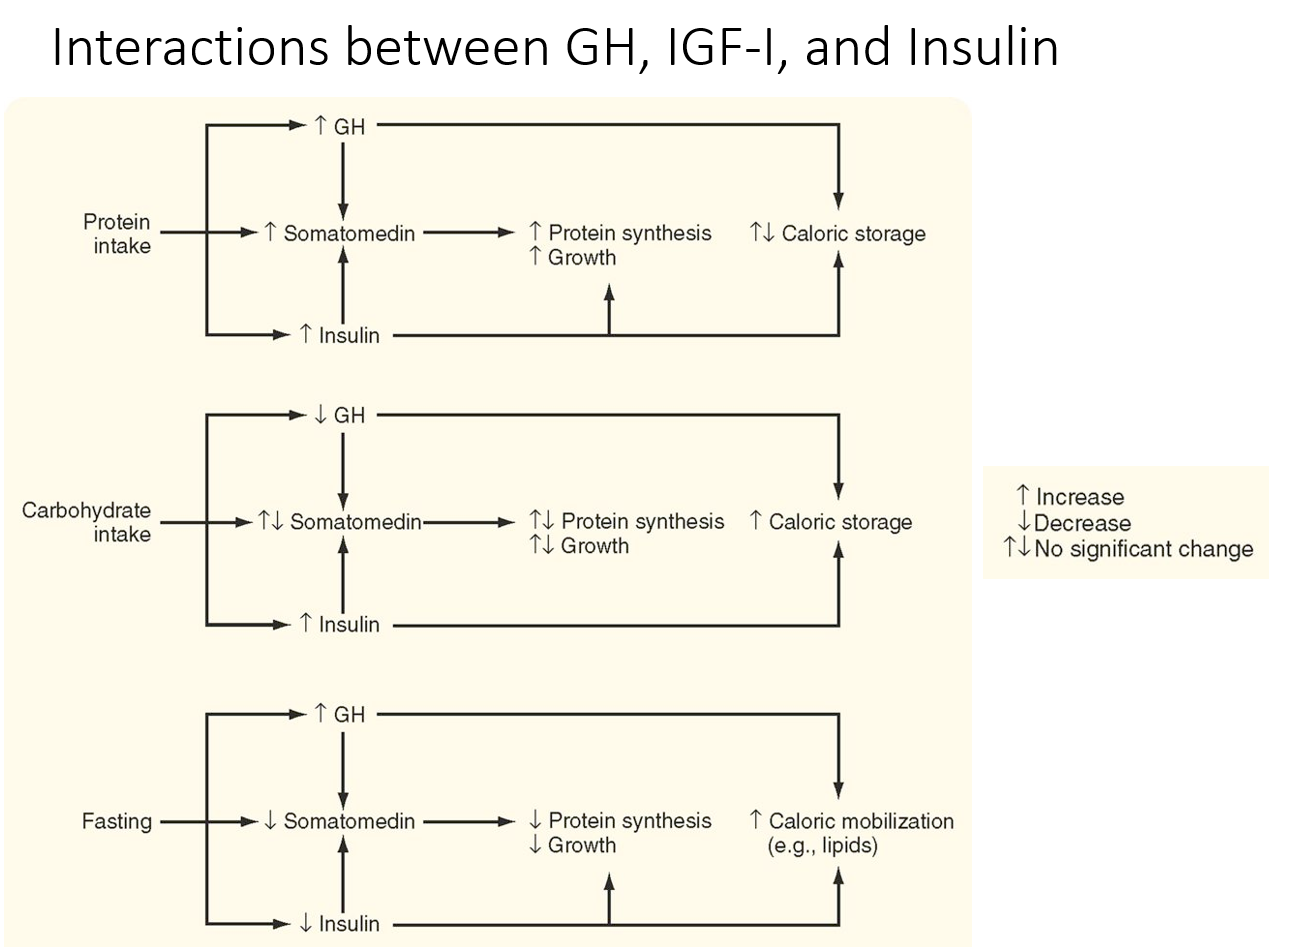 Interactions between GH, IGF-I, and Insulin
↑ GH
Protein
intake
↑ Somatomedin
↑ Protein synthesis
↑ Growth
↑↓ Caloric storage
↑ Insulin
↓ GH
Carbohydrate
intake
↑↓ Somatomedin
↑↓ Protein synthesis
↑↓ Growth
↑ Caloric storage
↑ Insulin
↑ Increase
↓ Decrease
↑↓ No significant change
↑ GH
Fasting
↓ Somatomedin
↓ Protein synthesis
↓ Growth
↑ Caloric mobilization
(e.g., lipids)
↓ Insulin